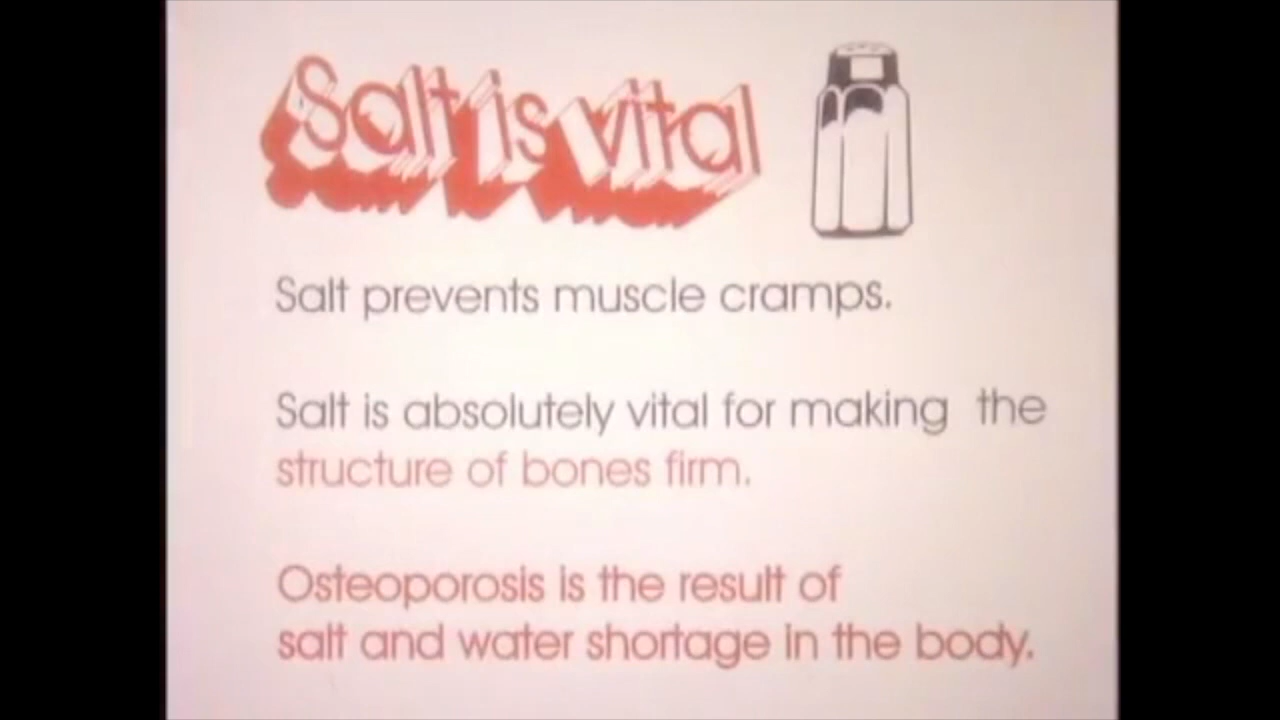 Salt is vital
Salt prevents muscle cramps.
Salt is absolutely vital for making the
structure of bones firm.
Osteoporosis is the result of
salt and water shortage in the body.